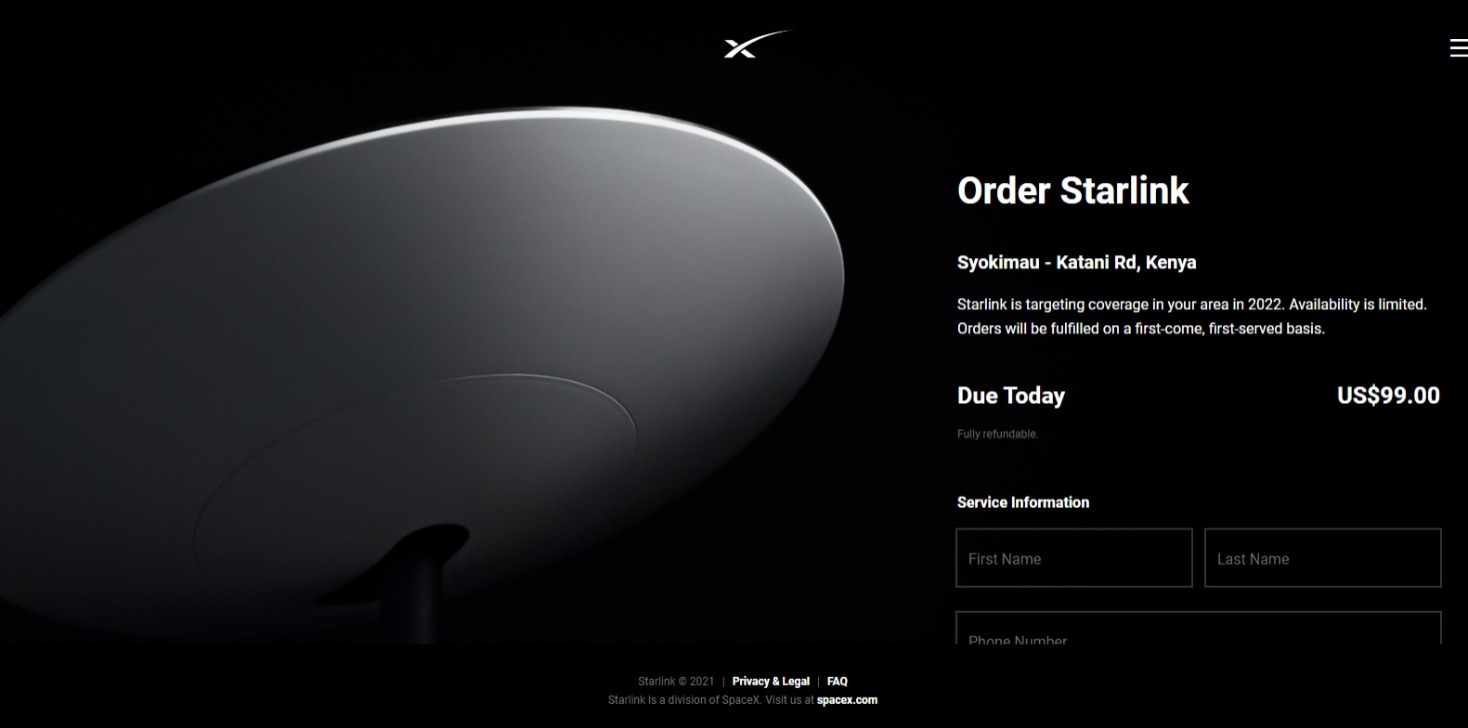 Order Starlink
Syokimau - Katani Rd, Kenya
Starlink is targeting coverage in your area in 2022. Availability is limited.
Orders will be fulfilled on a first-come, first-served basis.
Due Today US$99.00
Fully refundable.
Service Information
First Name Last Name
Phone Number
Starlink © 2021 | Privacy & Legal | FAQ
Starlink is a division of SpaceX. Visit us at spacex.com